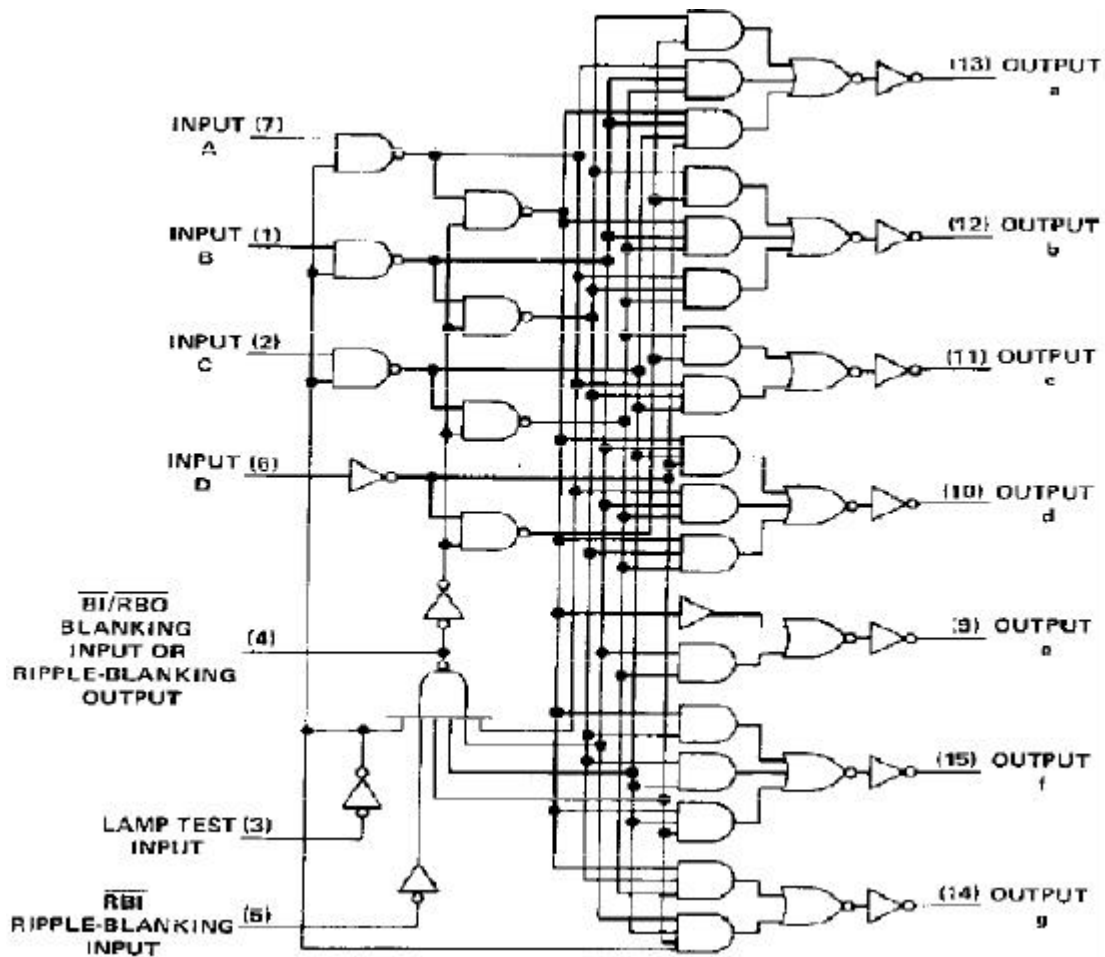 INPUT (7)
A
INPUT (1)
B
INPUT (2)
C
INPUT (6)
D
BI/RBO
BLANKING
INPUT OR
RIPPLE-BLANKING
OUTPUT
(4)
LAMP TEST (3)
INPUT
RBI
RIPPLE-BLANKING (5)
INPUT
(13) OUTPUT
a
(12) OUTPUT
b
(11) OUTPUT
c
(10) OUTPUT
d
(9) OUTPUT
e
(15) OUTPUT
f
(14) OUTPUT
g